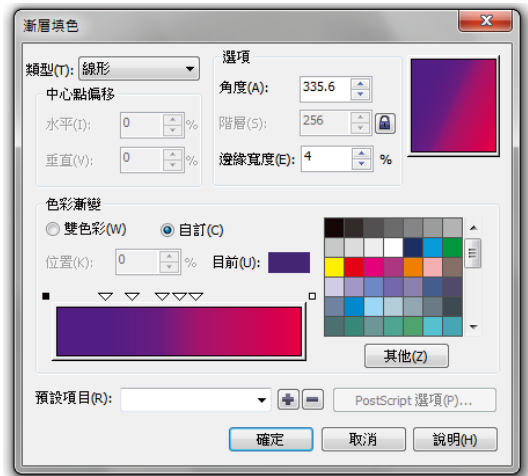 漸層填色
類型(T): 線形
中心點偏移
水平(I): 0 %
垂直(V): 0 %
選項
角度(A): 335.6
階層(S): 256
邊緣寬度(E): 4 %
色彩漸變
雙色彩(W) 自訂(C)
位置(K): 0 % 目前(U):
其他(Z)
預設項目(R): PostScript 選項(P)...
確定 取消 說明(H)